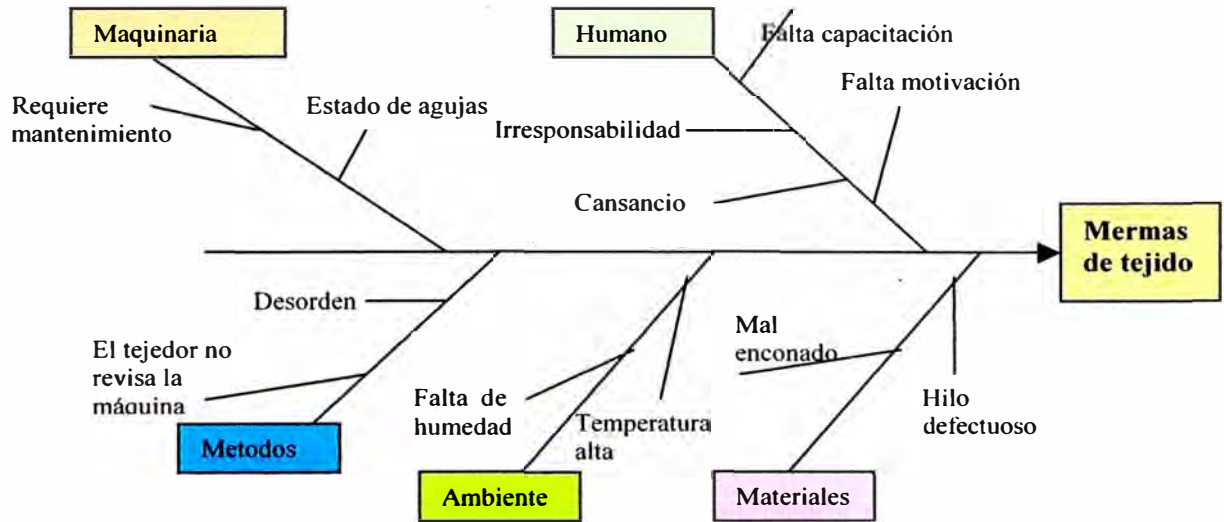 Maquinaria
Humano
Falta capacitación
Requiere
mantenimiento
Estado de agujas
Falta motivación
Irresponsabilidad
Cansancio
Mermas
de tejido
Desorden
El tejedor no
revisa la
máquina
Falta de
humedad
Temperatura
alta
Mal
enconado
Hilo
defectuoso
Metodos
Ambiente
Materiales